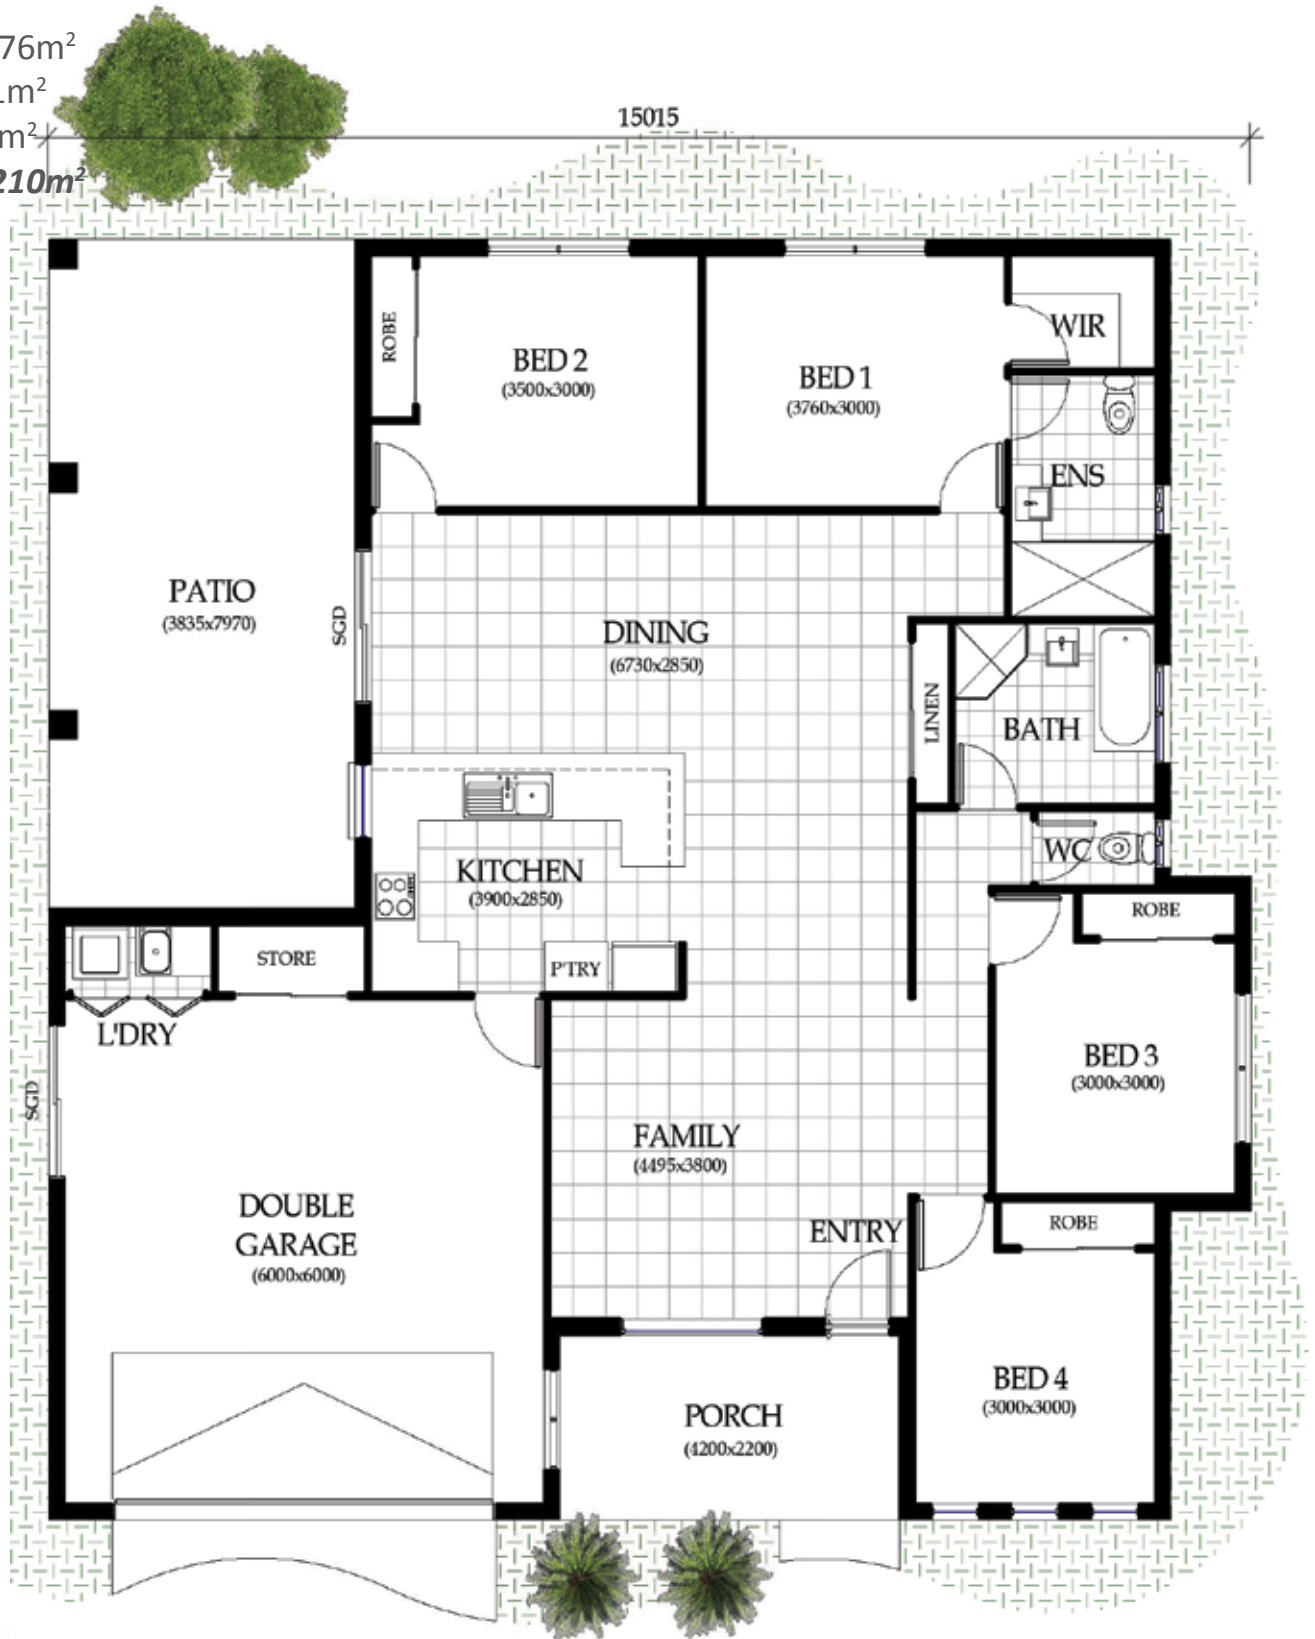 76m²
1m²
m²
210m²
15015
ROBE
BED 2
(3500x3000)
BED 1
(3760x3000)
WIR
ENS
PATIO
(3835x7970)
SGD
DINING
(6730x2850)
LINEN
BATH
KITCHEN
(3900x2850)
WC
ROBE
STORE
P'TRY
L'DRY
SGD
BED 3
(3000x3000)
FAMILY
(4495x3800)
DOUBLE
GARAGE
(6000x6000)
ENTRY
ROBE
BED 4
(3000x3000)
PORCH
(4200x2200)